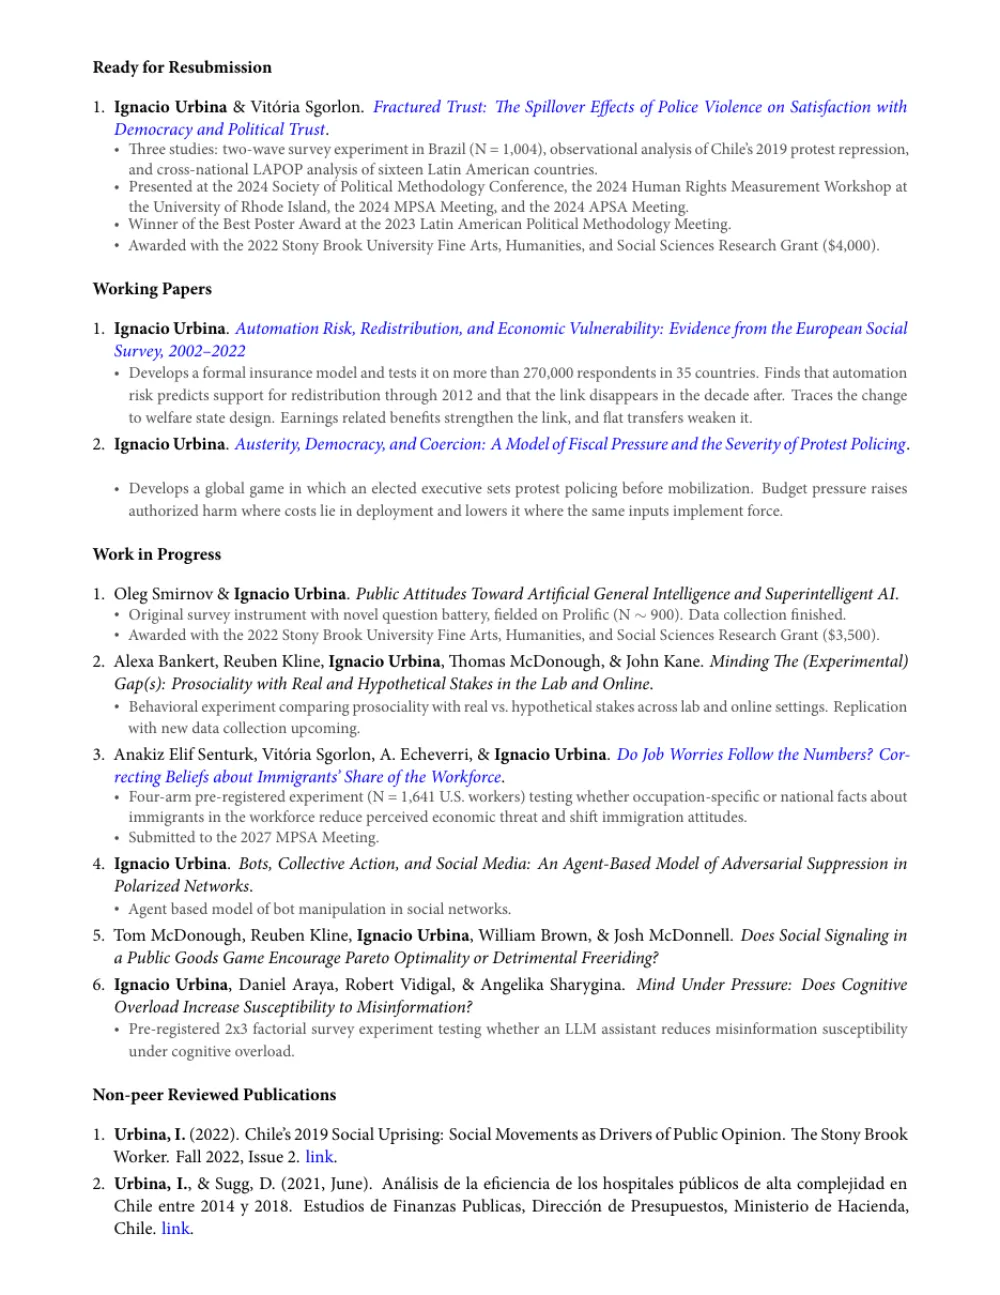 Ready for Resubmission
1. Ignacio Urbina & Vitória Sgorlon. Fractured Trust: The Spillover Effects of Police Violence on Satisfaction with
Democracy and Political Trust.
• Three studies: two-wave survey experiment in Brazil (N = 1,004), observational analysis of Chile's 2019 protest repression,
and cross-national LAPOP analysis of sixteen Latin American countries.
• Presented at the 2024 Society of Political Methodology Conference, the 2024 Human Rights Measurement Workshop at
the University of Rhode Island, the 2024 MPSA Meeting, and the 2024 APSA Meeting.
• Winner of the Best Poster Award at the 2023 Latin American Political Methodology Meeting.
• Awarded with the 2022 Stony Brook University Fine Arts, Humanities, and Social Sciences Research Grant ($4,000).
Working Papers
1. Ignacio Urbina. Automation Risk, Redistribution, and Economic Vulnerability: Evidence from the European Social
Survey, 2002–2022
• Develops a formal insurance model and tests it on more than 270,000 respondents in 35 countries. Finds that automation
risk predicts support for redistribution through 2012 and that the link disappears in the decade after. Traces the change
to welfare state design. Earnings related benefits strengthen the link, and flat transfers weaken it.
2. Ignacio Urbina. Austerity, Democracy, and Coercion: A Model of Fiscal Pressure and the Severity of Protest Policing.
• Develops a global game in which an elected executive sets protest policing before mobilization. Budget pressure raises
authorized harm where costs lie in deployment and lowers it where the same inputs implement force.
Work in Progress
1. Oleg Smirnov & Ignacio Urbina. Public Attitudes Toward Artificial General Intelligence and Superintelligent AI.
• Original survey instrument with novel question battery, fielded on Prolific (N ∼ 900). Data collection finished.
• Awarded with the 2022 Stony Brook University Fine Arts, Humanities, and Social Sciences Research Grant ($3,500).
2. Alexa Bankert, Reuben Kline, Ignacio Urbina, Thomas McDonough, & John Kane. Minding The (Experimental)
Gap(s): Prosociality with Real and Hypothetical Stakes in the Lab and Online.
• Behavioral experiment comparing prosociality with real vs. hypothetical stakes across lab and online settings. Replication
with new data collection upcoming.
3. Anakiz Elif Senturk, Vitória Sgorlon, A. Echeverri, & Ignacio Urbina. Do Job Worries Follow the Numbers? Cor-
recting Beliefs about Immigrants' Share of the Workforce.
• Four-arm pre-registered experiment (N = 1,641 U.S. workers) testing whether occupation-specific or national facts about
immigrants in the workforce reduce perceived economic threat and shift immigration attitudes.
• Submitted to the 2027 MPSA Meeting.
4. Ignacio Urbina. Bots, Collective Action, and Social Media: An Agent-Based Model of Adversarial Suppression in
Polarized Networks.
• Agent based model of bot manipulation in social networks.
5. Tom McDonough, Reuben Kline, Ignacio Urbina, William Brown, & Josh McDonnell. Does Social Signaling in
a Public Goods Game Encourage Pareto Optimality or Detrimental Freeriding?
6. Ignacio Urbina, Daniel Araya, Robert Vidigal, & Angelika Sharygina. Mind Under Pressure: Does Cognitive
Overload Increase Susceptibility to Misinformation?
• Pre-registered 2x3 factorial survey experiment testing whether an LLM assistant reduces misinformation susceptibility
under cognitive overload.
Non-peer Reviewed Publications
1. Urbina, I. (2022). Chile's 2019 Social Uprising: Social Movements as Drivers of Public Opinion. The Stony Brook
Worker. Fall 2022, Issue 2. link.
2. Urbina, I., & Sugg, D. (2021, June). Análisis de la eficiencia de los hospitales públicos de alta complejidad en
Chile entre 2014 y 2018. Estudios de Finanzas Publicas, Dirección de Presupuestos, Ministerio de Hacienda,
Chile. link.